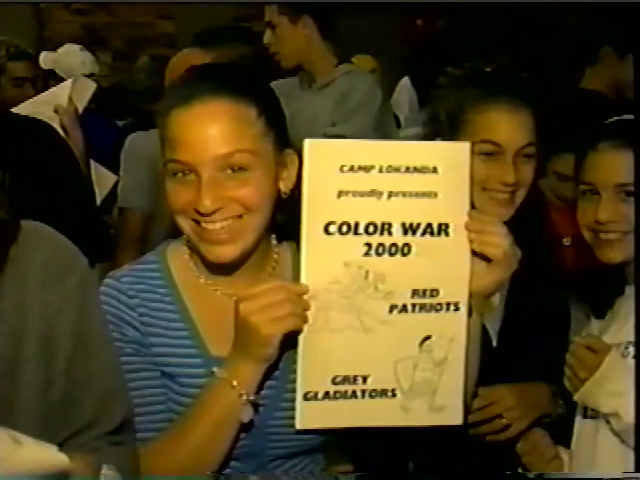 CAMP LOKANDA
proudly presents
COLOR WAR
2000
RED
PATRIOTS
GREY
GLADIATORS